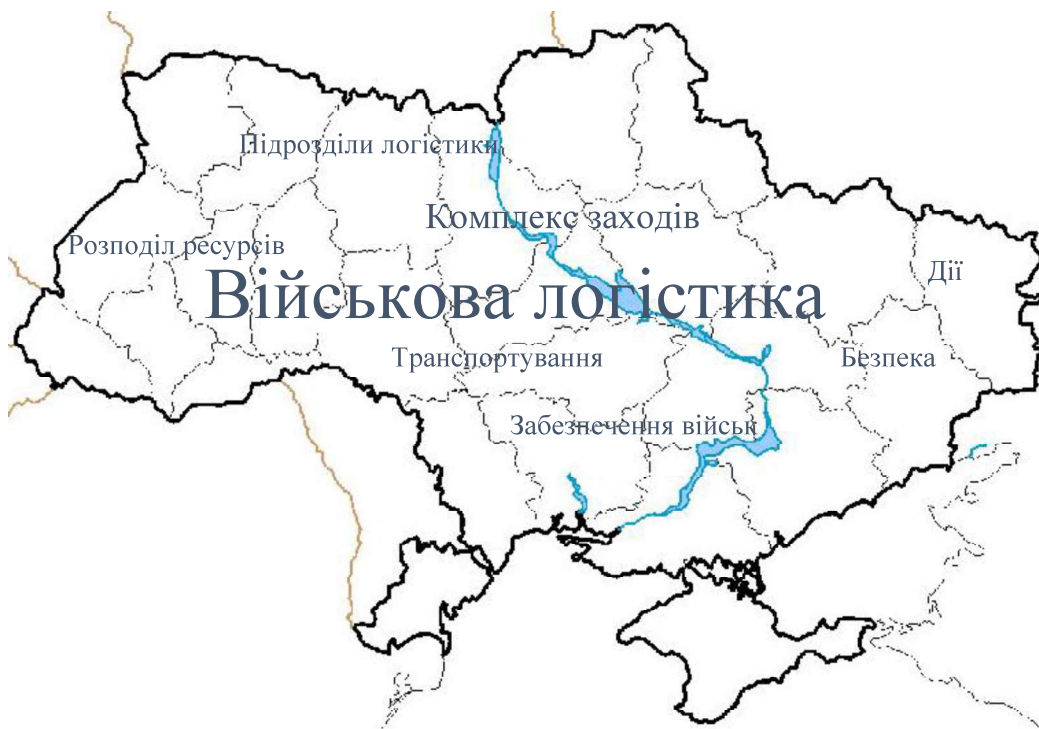 Підрозділи логістики
Комплекс заходів
Розподіл ресурсів
Дії
Військова логістика
Транспортування
Безпека
Забезпечення військ